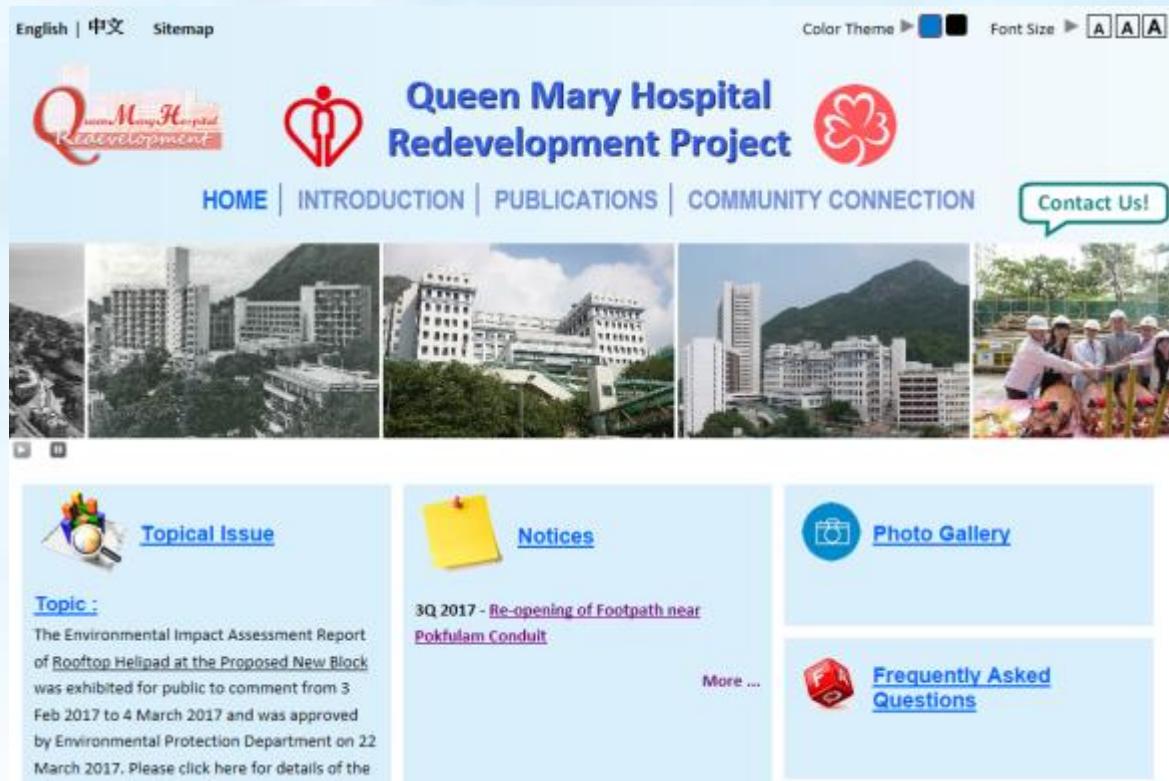 English | 中文 Sitemap
Color Theme Font Size A A A
Queen Mary Hospital
Redevelopment
Queen Mary Hospital
Redevelopment Project
HOME | INTRODUCTION | PUBLICATIONS | COMMUNITY CONNECTION
Contact Us!
Topical Issue
Topic :
The Environmental Impact Assessment Report
of Rooftop Helipad at the Proposed New Block
was exhibited for public to comment from 3
Feb 2017 to 4 March 2017 and was approved
by Environmental Protection Department on 22
March 2017. Please click here for details of the
Notices
3Q 2017 - Re-opening of Footpath near
Pokfulam Conduit
More ...
Photo Gallery
F A Q
Frequently Asked
Questions